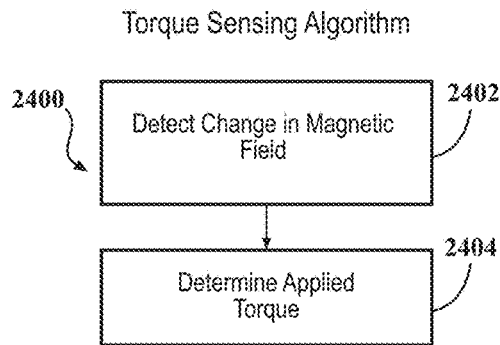 Torque Sensing Algorithm
2400
2402
Detect Change in Magnetic
Field
2404
Determine Applied
Torque